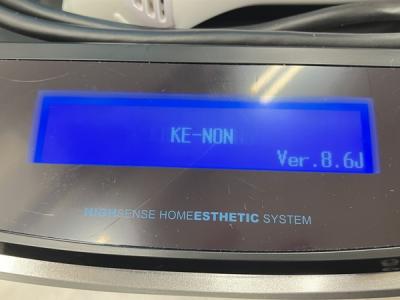 KE-NON
Ver.8.6J
HIGHSENSE HOMEESTHETIC SYSTEM